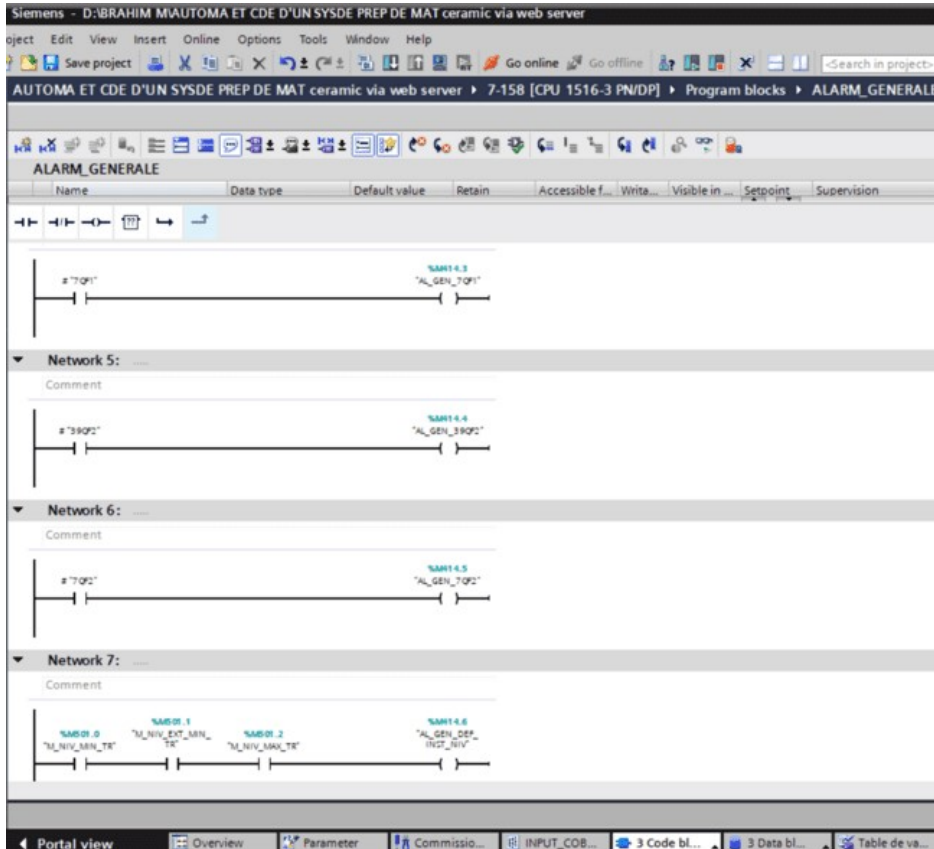 Siemens - D:\BRAHIM M\AUTOMA ET CDE D'UN SYSDE PREP DE MAT ceramic via web server
oject Edit View Insert Online Options Tools Window Help
Save project Go online Go offline <Search in project>
AUTOMA ET CDE D'UN SYSDE PREP DE MAT ceramic via web server ▸ 7-158 [CPU 1516-3 PN/DP] ▸ Program blocks ▸ ALARM_GENERALE
ALARM_GENERALE
Name Data type Default value Retain Accessible f... Writa... Visible in ... Setpoint Supervision
%M14.3
#"7QF1" "AL_GEN_7QF1"
Network 5: .....
Comment
%M14.4
#"39QF2" "AL_GEN_39QF2"
Network 6: .....
Comment
%M14.5
#"7QF2" "AL_GEN_7QF2"
Network 7: .....
Comment
%M501.0 %M501.1 %M501.2 %M14.6
"M_NIV_MIN_TR" "M_NIV_EXT_MIN_TR" "M_NIV_MAX_TR" "AL_GEN_DEP_INST_NIV"
Portal view Overview Parameter Commissio... INPUT_COB... 3 Code bl... 3 Data bl... Table de va...